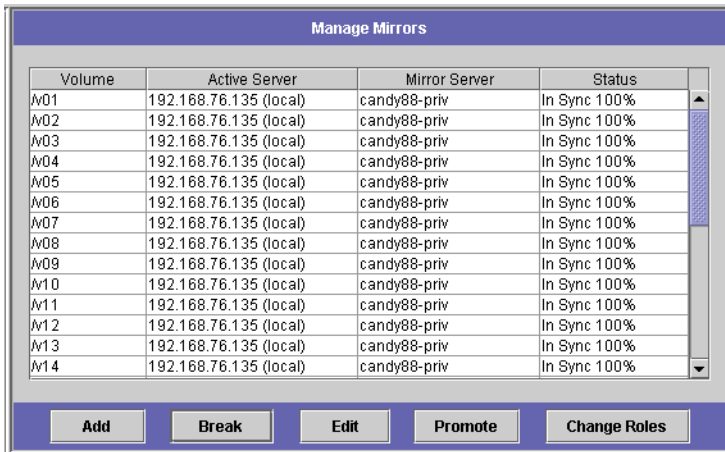 Manage Mirrors
Volume Active Server Mirror Server Status
/v01 192.168.76.135 (local) candy88-priv In Sync 100%
/v02 192.168.76.135 (local) candy88-priv In Sync 100%
/v03 192.168.76.135 (local) candy88-priv In Sync 100%
/v04 192.168.76.135 (local) candy88-priv In Sync 100%
/v05 192.168.76.135 (local) candy88-priv In Sync 100%
/v06 192.168.76.135 (local) candy88-priv In Sync 100%
/v07 192.168.76.135 (local) candy88-priv In Sync 100%
/v08 192.168.76.135 (local) candy88-priv In Sync 100%
/v09 192.168.76.135 (local) candy88-priv In Sync 100%
/v10 192.168.76.135 (local) candy88-priv In Sync 100%
/v11 192.168.76.135 (local) candy88-priv In Sync 100%
/v12 192.168.76.135 (local) candy88-priv In Sync 100%
/v13 192.168.76.135 (local) candy88-priv In Sync 100%
/v14 192.168.76.135 (local) candy88-priv In Sync 100%
Add Break Edit Promote Change Roles